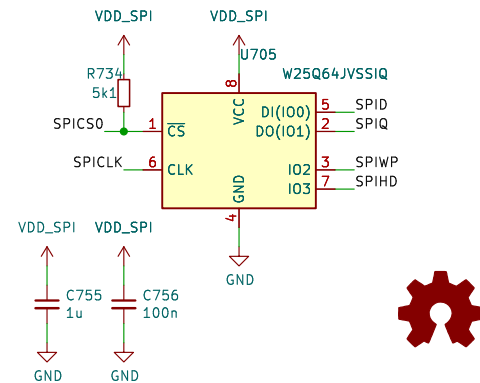 VDD_SPI VDD_SPI
U705
R734 W25Q64JVSSIQ
5k1
8
VCC
DI(IO0) 5 SPID
SPICS0 1 CS DO(IO1) 2 SPIQ
SPICLK 6 CLK IO2 3 SPIWP
IO3 7 SPIHD
GND
4
VDD_SPI VDD_SPI
GND
C755 C756
1u 100n
GND GND